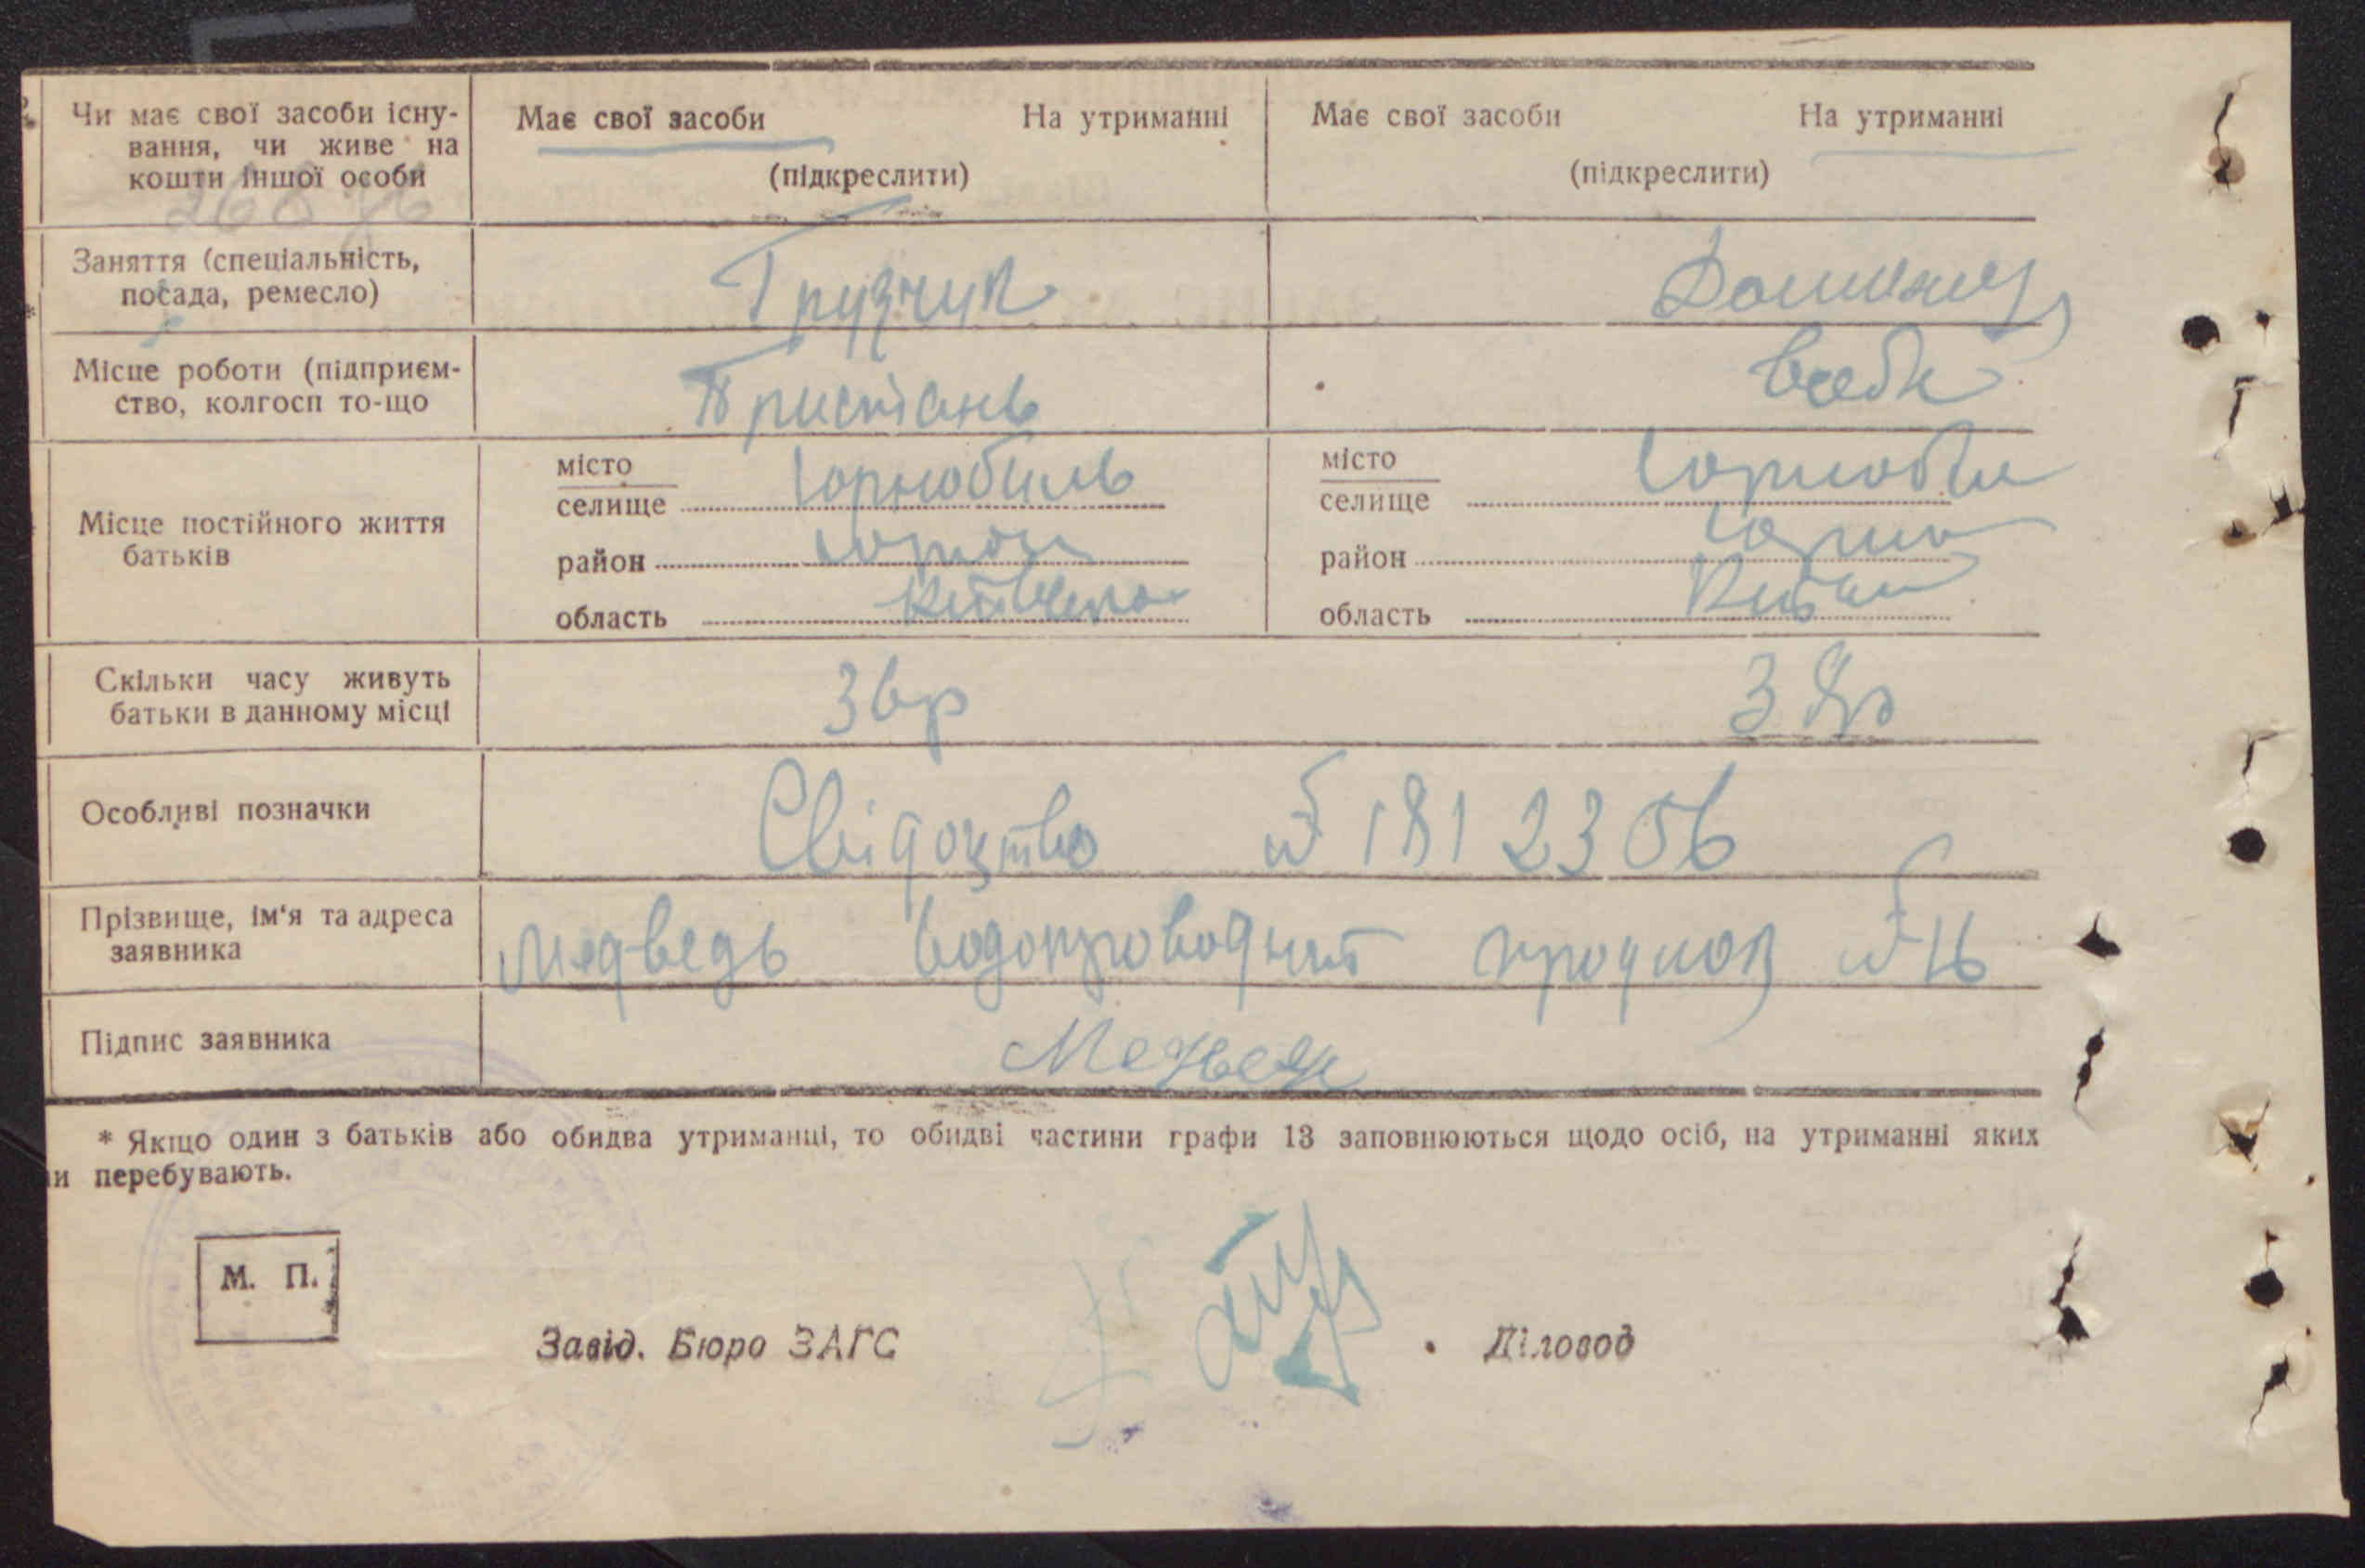 Чи має свої засоби існу-
вання, чи живе на
кошти іншої особи
Має свої засоби На утриманні
(підкреслити)
Має свої засоби На утриманні
(підкреслити)
Заняття (спеціальність,
посада, ремесло)
Грузчик
Місце роботи (підприєм-
ство, колгосп то-що
Пристань
Місце постійного життя
батьків
місто
селище Чорнобиль
район
область
місто
селище
район
область
Скільки часу живуть
батьки в данному місці
Особливі позначки
Свідоцтво № 1812356
Прізвище, ім‘я та адреса
заявника
Медведь водопроводний №16
Підпис заявника
* Якщо один з батьків або обидва утриманці, то обидві частини графи 13 заповнюються щодо осіб, на утриманні яких
и перебувають.
М. П.
Завід. Бюро ЗАГС
Діловод